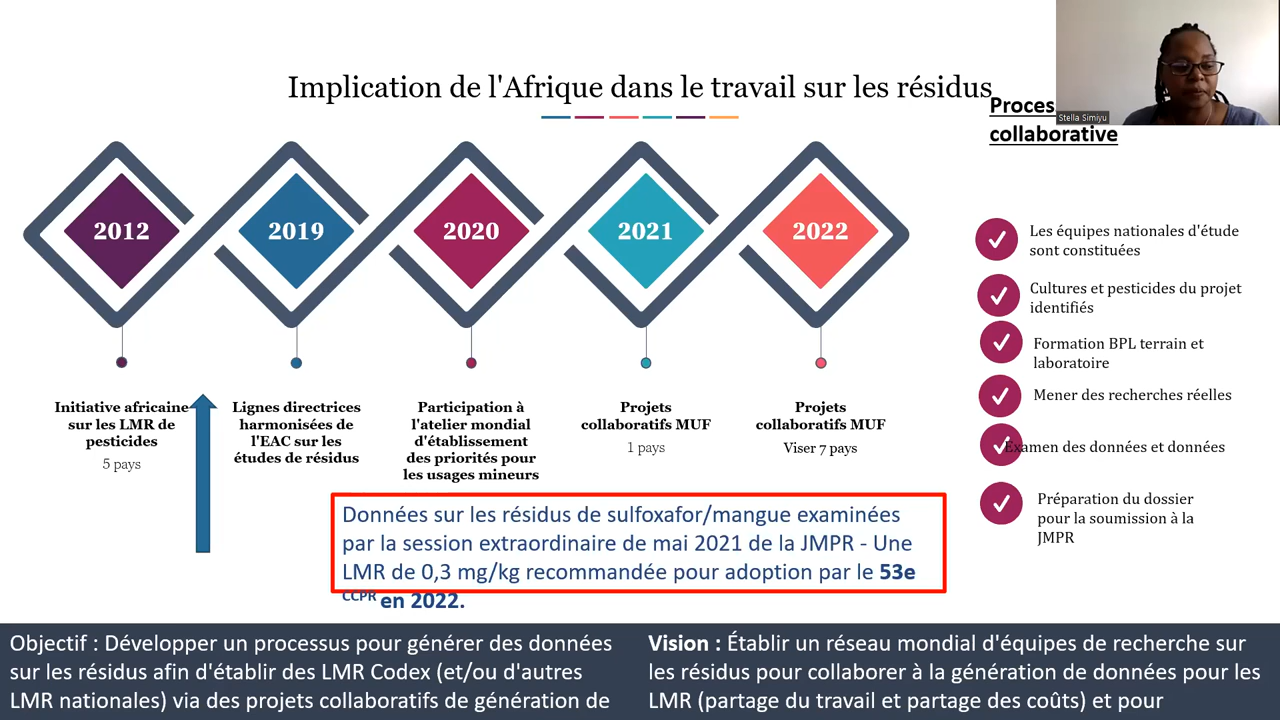 Implication de l'Afrique dans le travail sur les résidus
Stella Simiyu
Proces
collaborative
2012
2019
2020
2021
2022
Initiative africaine
sur les LMR de
pesticides
5 pays
Lignes directrices
harmonisées de
l'EAC sur les
études de résidus
Participation à
l'atelier mondial
d'établissement
des priorités pour
les usages mineurs
Projets
collaboratifs MUF
1 pays
Projets
collaboratifs MUF
Viser 7 pays
Les équipes nationales d'étude
sont constituées
Cultures et pesticides du projet
identifiés
Formation BPL terrain et
laboratoire
Mener des recherches réelles
Examen des données et données
Préparation du dossier
pour la soumission à la
JMPR
Données sur les résidus de sulfoxafor/mangue examinées
par la session extraordinaire de mai 2021 de la JMPR - Une
LMR de 0,3 mg/kg recommandée pour adoption par le 53e
CCPR en 2022.
Objectif : Développer un processus pour générer des données
sur les résidus afin d'établir des LMR Codex (et/ou d'autres
LMR nationales) via des projets collaboratifs de génération de
Vision : Établir un réseau mondial d'équipes de recherche sur
les résidus pour collaborer à la génération de données pour les
LMR (partage du travail et partage des coûts) et pour